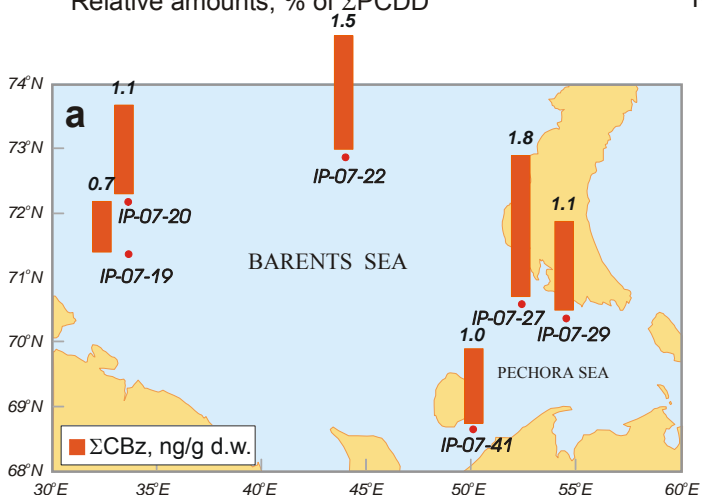 Relative amounts, % of ΣPCDD
1.5
74°N
1.1
a
73°N
1.8
IP-07-22
0.7
1.1
72°N
IP-07-20
BARENTS SEA
71°N
IP-07-19
IP-07-27
IP-07-29
1.0
70°N
PECHORA SEA
69°N
ΣCBz, ng/g d.w.
IP-07-41
68°N
30°E 35°E 40°E 45°E 50°E 55°E 60°E